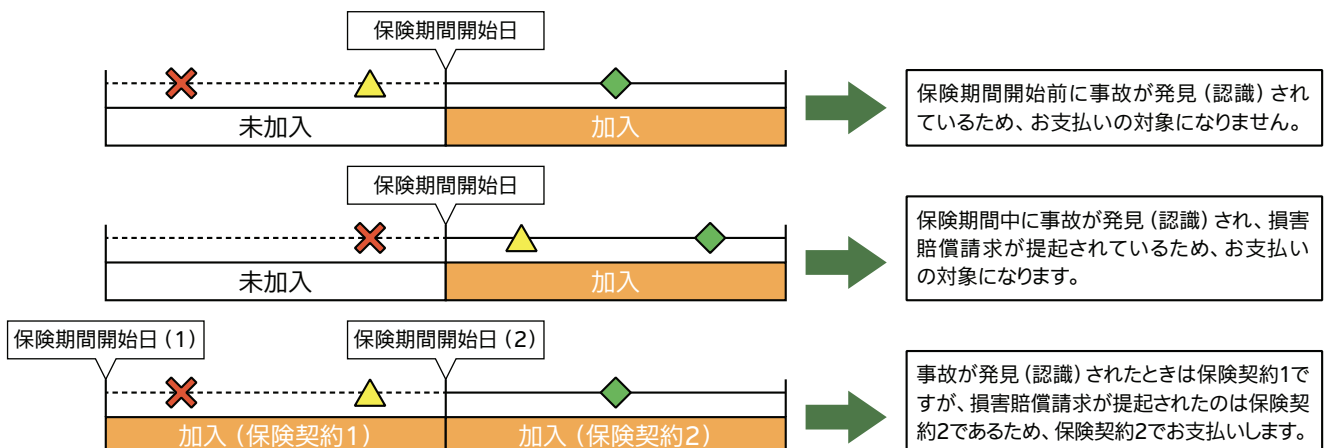 保険期間開始日
未加入
加入
保険期間開始前に事故が発見（認識）され
ているため、お支払いの対象になりません。
保険期間開始日
未加入
加入
保険期間中に事故が発見（認識）され、損害
賠償請求が提起されているため、お支払い
の対象になります。
保険期間開始日（1）
保険期間開始日（2）
加入（保険契約1）
加入（保険契約2）
事故が発見（認識）されたときは保険契約1で
すが、損害賠償請求が提起されたのは保険契
約2であるため、保険契約2でお支払いします。